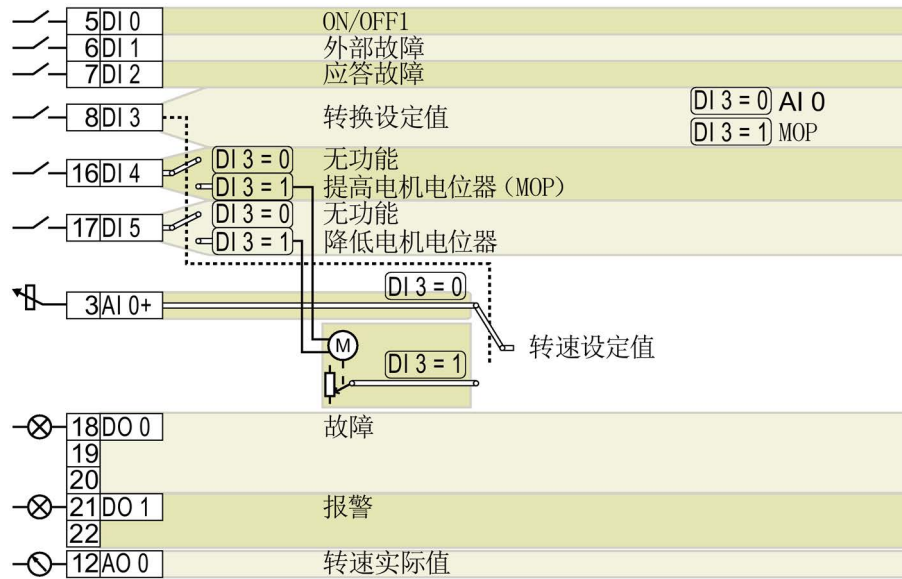 5 DI 0 ON/OFF1
6 DI 1 外部故障
7 DI 2 应答故障
8 DI 3 转换设定值 DI 3 = 0 AI 0
DI 3 = 1 MOP
16 DI 4 DI 3 = 0 无功能
DI 3 = 1 提高电机电位器(MOP)
17 DI 5 DI 3 = 0 无功能
DI 3 = 1 降低电机电位器
DI 3 = 0
3 AI 0+
转速设定值
M
DI 3 = 1
18 DO 0 故障
19
20
21 DO 1 报警
22
12 AO 0 转速实际值